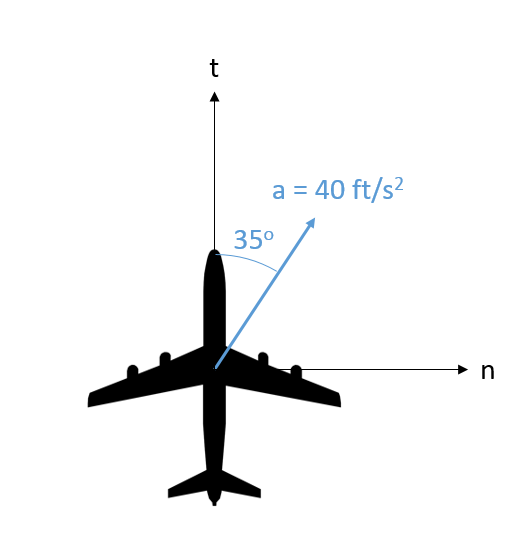 t
a = 40 ft/s²
35º
n